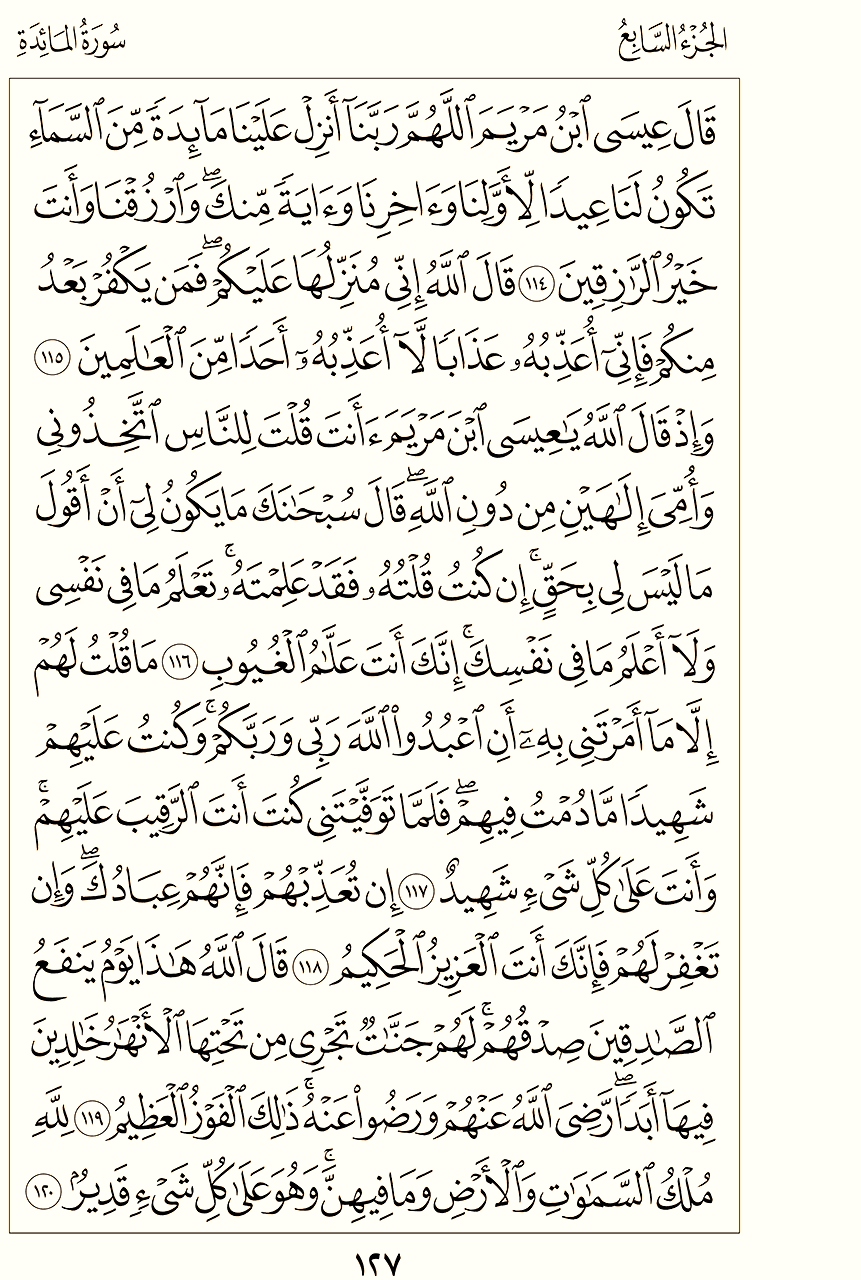 الجُزْءُ السَّابِعُ
سُورَةُ المَائِدَةِ
قَالَ عِيسَى ٱبْنُ مَرْيَمَ ٱللَّهُمَّ رَبَّنَآ أَنزِلْ عَلَيْنَا مَآئِدَةً مِّنَ ٱلسَّمَآءِ
تَكُونُ لَنَا عِيدًا لِّأَوَّلِنَا وَءَاخِرِنَا وَءَايَةً مِّنكَۖ وَٱرْزُقْنَا وَأَنتَ
خَيْرُ ٱلرَّٰزِقِينَ ١١٤ قَالَ ٱللَّهُ إِنِّى مُنَزِّلُهَا عَلَيْكُمْۖ فَمَن يَكْفُرْ بَعْدُ
مِنكُمْ فَإِنِّىٓ أُعَذِّبُهُۥ عَذَابًا لَّآ أُعَذِّبُهُۥٓ أَحَدًا مِّنَ ٱلْعَٰلَمِينَ ١١٥
وَإِذْ قَالَ ٱللَّهُ يَٰعِيسَى ٱبْنَ مَرْيَمَ ءَأَنتَ قُلْتَ لِلنَّاسِ ٱتَّخِذُونِى
وَأُمِّىَ إِلَٰهَيْنِ مِن دُونِ ٱللَّهِۖ قَالَ سُبْحَٰنَكَ مَا يَكُونُ لِىٓ أَنْ أَقُولَ
مَا لَيْسَ لِى بِحَقٍّۚ إِن كُنتُ قُلْتُهُۥ فَقَدْ عَلِمْتَهُۥۚ تَعْلَمُ مَا فِى نَفْسِى
وَلَآ أَعْلَمُ مَا فِى نَفْسِكَۚ إِنَّكَ أَنتَ عَلَّٰمُ ٱلْغُيُوبِ ١١٦ مَا قُلْتُ لَهُمْ
إِلَّا مَآ أَمَرْتَنِى بِهِۦٓ أَنِ ٱعْبُدُوا۟ ٱللَّهَ رَبِّى وَرَبَّكُمْۚ وَكُنتُ عَلَيْهِمْ
شَهِيدًا مَّا دُمْتُ فِيهِمْۖ فَلَمَّا تَوَفَّيْتَنِى كُنتَ أَنتَ ٱلرَّقِيبَ عَلَيْهِمْۚ
وَأَنتَ عَلَىٰ كُلِّ شَىْءٍ شَهِيدٌ ١١٧ إِن تُعَذِّبْهُمْ فَإِنَّهُمْ عِبَادُكَۖ وَإِن
تَغْفِرْ لَهُمْ فَإِنَّكَ أَنتَ ٱلْعَزِيزُ ٱلْحَكِيمُ ١١٨ قَالَ ٱللَّهُ هَٰذَا يَوْمُ يَنفَعُ
ٱلصَّٰدِقِينَ صِدْقُهُمْۚ لَهُمْ جَنَّٰتٌ تَجْرِى مِن تَحْتِهَا ٱلْأَنْهَٰرُ خَٰلِدِينَ
فِيهَآ أَبَدًاۖ رَّضِىَ ٱللَّهُ عَنْهُمْ وَرَضُوا۟ عَنْهُۚ ذَٰلِكَ ٱلْفَوْزُ ٱلْعَظِيمُ ١١٩ لِلَّهِ
مُلْكُ ٱلسَّمَٰوَٰتِ وَٱلْأَرْضِ وَمَا فِيهِنَّۚ وَهُوَ عَلَىٰ كُلِّ شَىْءٍ قَدِيرٌۢ ١٢٠
١٢٧